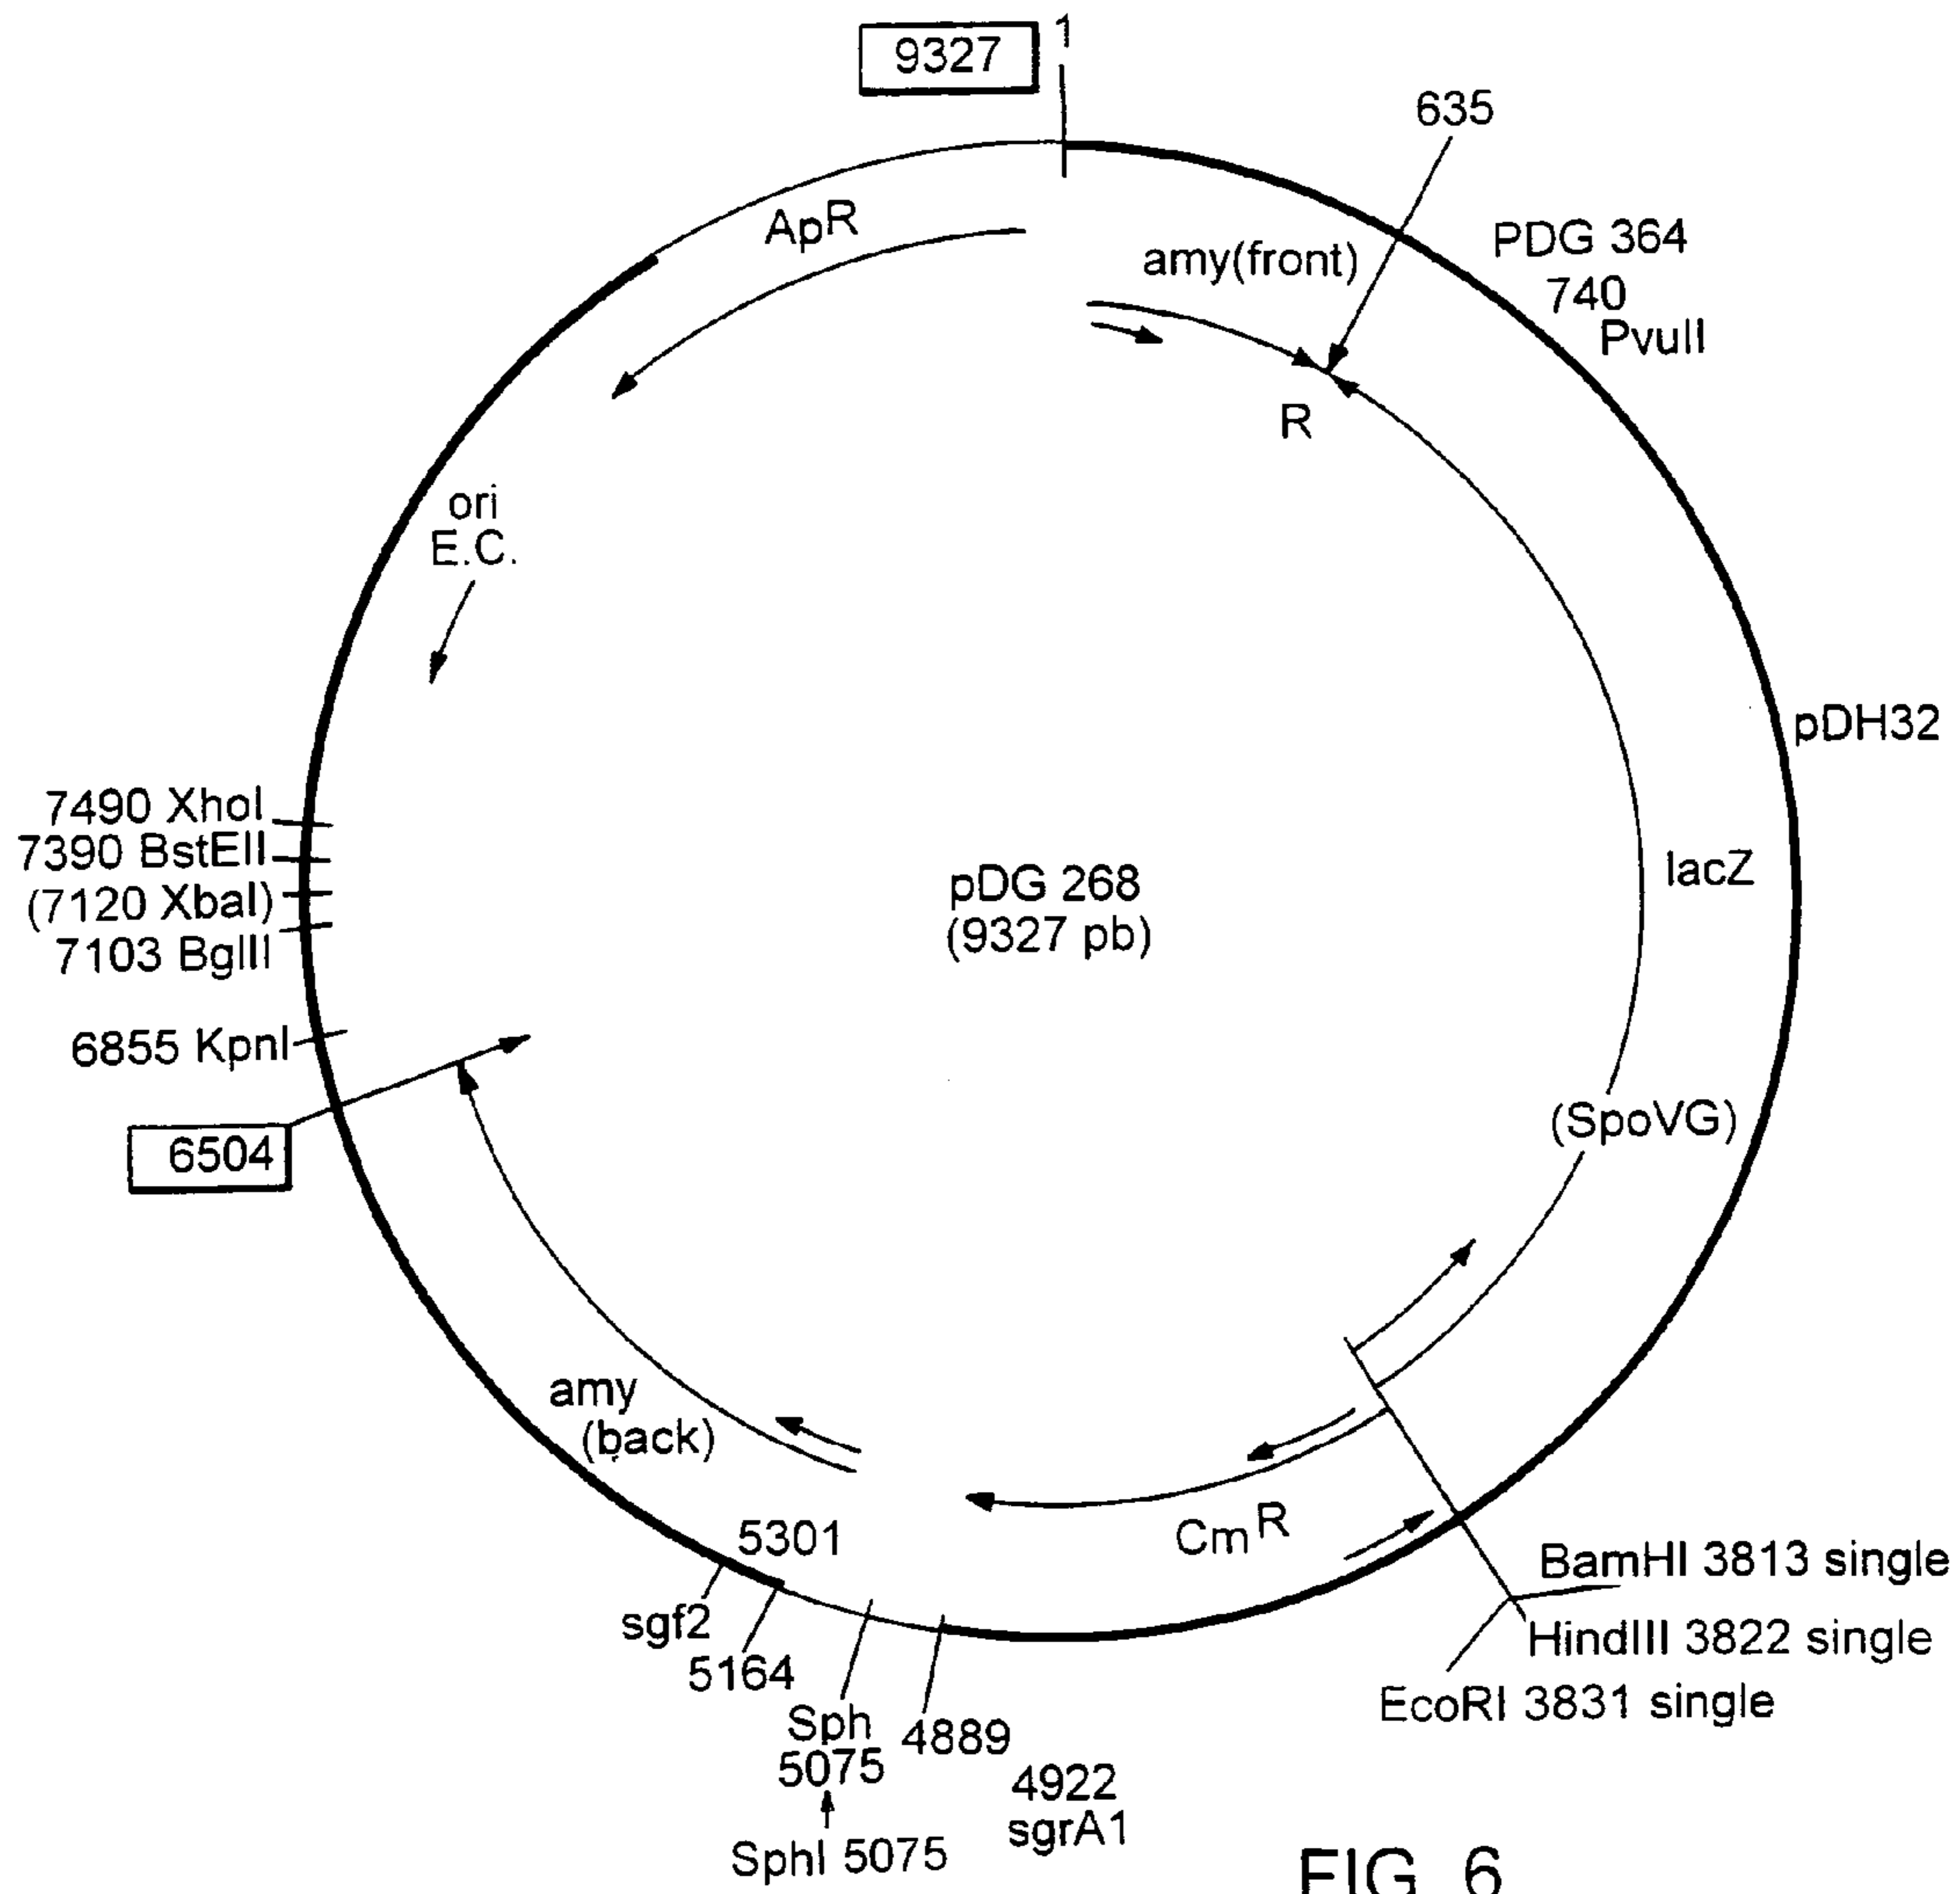 9327
1
635
ApR
amy(front)
PDG 364
740
PvuII
R
ori
E.C.
pDH32
7490 XhoI
7390 BstEII
(7120 XbaI)
7103 BglII
lacZ
pDG 268
(9327 pb)
6855 KpnI
6504
(SpoVG)
amy
(back)
5301
CmR
sgf2
5164
BamHI 3813 single
HindIII 3822 single
EcoRI 3831 single
Sph
5075
4889
4922
sgrA1
SphI 5075
FIG. 6